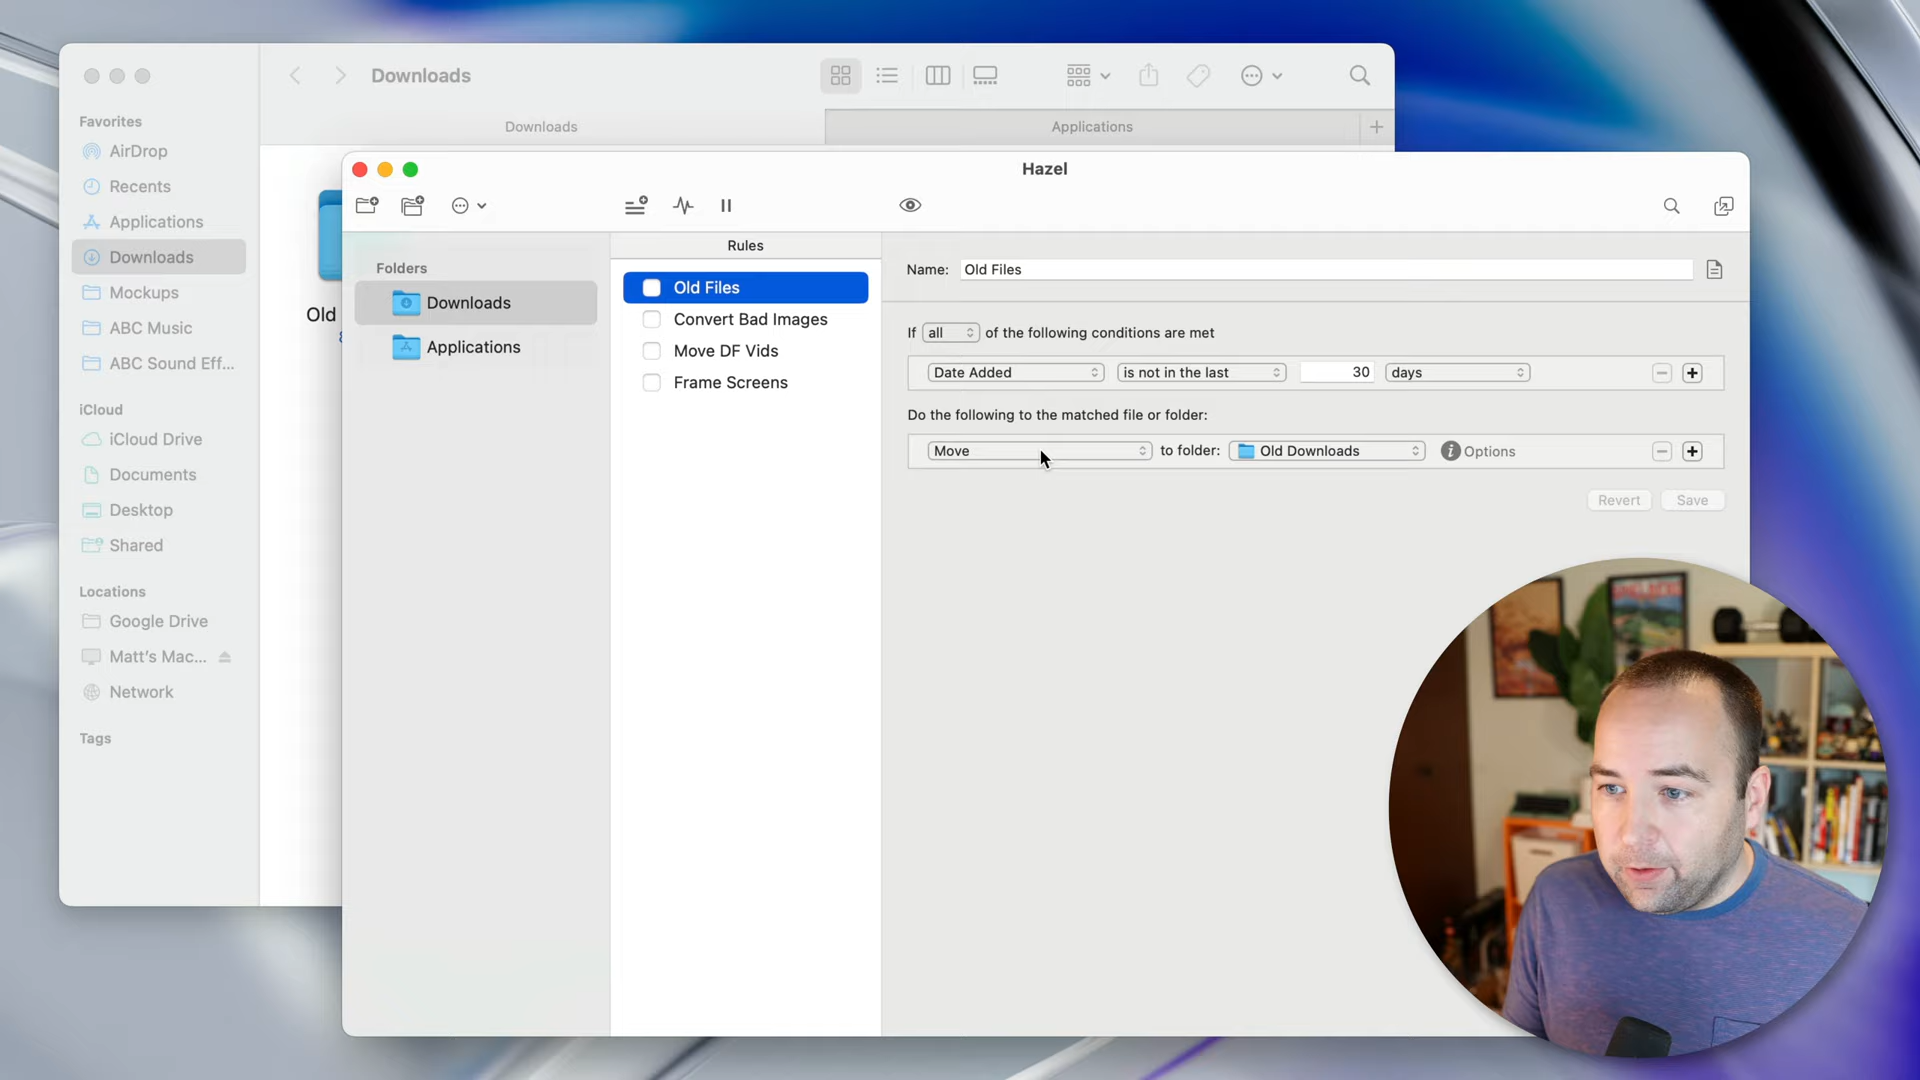 Downloads
Downloads
Applications
Favorites
AirDrop
Recents
Applications
Downloads
Mockups
ABC Music
ABC Sound Eff...
iCloud
iCloud Drive
Documents
Desktop
Shared
Locations
Google Drive
Matt's Mac...
Network
Tags
Old
Hazel
Folders
Downloads
Applications
Rules
Old Files
Convert Bad Images
Move DF Vids
Frame Screens
Name: Old Files
If all of the following conditions are met
Date Added is not in the last 30 days
Do the following to the matched file or folder:
Move to folder: Old Downloads Options
Revert Save